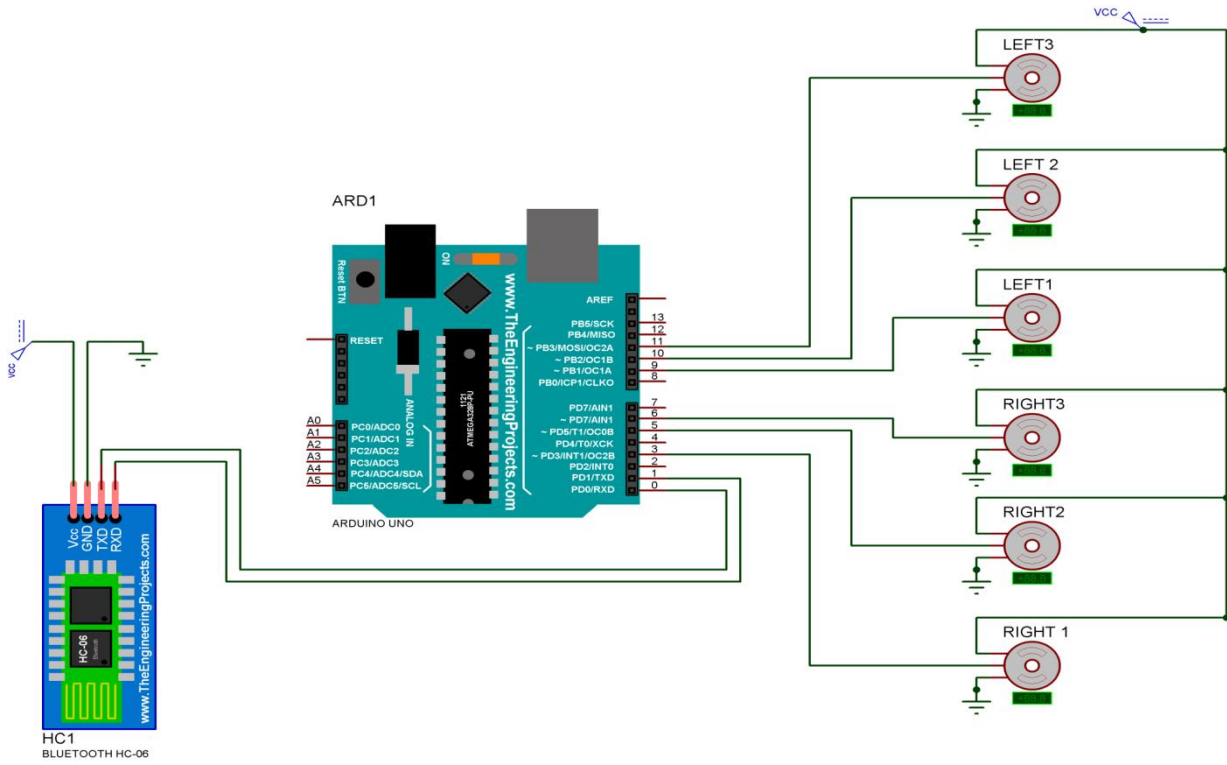 VCC
LEFT3
LEFT 2
LEFT1
RIGHT3
RIGHT2
RIGHT 1
ARD1
Reset BTN
ON
www.TheEngineeringProjects.com
RESET
ANALOG IN
1121
ATMEGA328P-PU
AREF
PB5/SCK 13
PB4/MISO 12
~ PB3/MOSI/OC2A 11
~ PB2/OC1B 10
~ PB1/OC1A 9
PB0/ICP1/CLKO 8
PD7/AIN1 7
~ PD7/AIN1 6
~ PD5/T1/OC0B 5
PD4/T0/XCK 4
~ PD3/INT1/OC2B 3
PD2/INT0 2
PD1/TXD 1
PD0/RXD 0
A0 PC0/ADC0
A1 PC1/ADC1
A2 PC2/ADC2
A3 PC3/ADC3
A4 PC4/ADC4/SDA
A5 PC5/ADC5/SCL
ARDUINO UNO
VCC
Vcc
GND
TXD
RXD
HC-06
Bluetooth
www.TheEngineeringProjects.com
HC1
BLUETOOTH HC-06